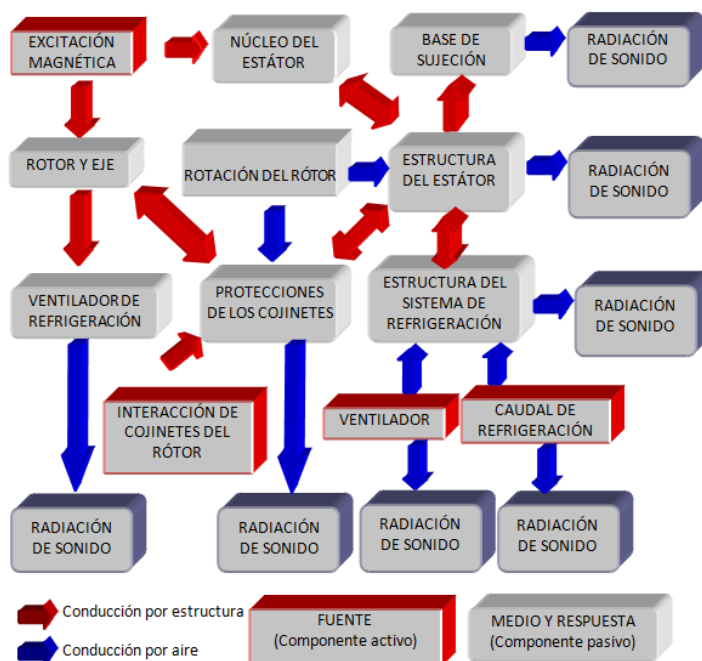 EXCITACIÓN
MAGNÉTICA
NÚCLEO DEL
ESTÁTOR
BASE DE
SUJECIÓN
RADIACIÓN
DE SONIDO
ROTOR Y EJE
ROTACIÓN DEL RÓTOR
ESTRUCTURA
DEL ESTÁTOR
RADIACIÓN
DE SONIDO
VENTILADOR DE
REFRIGERACIÓN
PROTECCIONES
DE LOS COJINETES
ESTRUCTURA DEL
SISTEMA DE
REFRIGERACIÓN
RADIACIÓN
DE SONIDO
INTERACCIÓN DE
COJINETES DEL
RÓTOR
VENTILADOR
CAUDAL DE
REFRIGERACIÓN
RADIACIÓN
DE SONIDO
RADIACIÓN
DE SONIDO
RADIACIÓN
DE SONIDO
RADIACIÓN
DE SONIDO
Conducción por estructura
Conducción por aire
FUENTE
(Componente activo)
MEDIO Y RESPUESTA
(Componente pasivo)